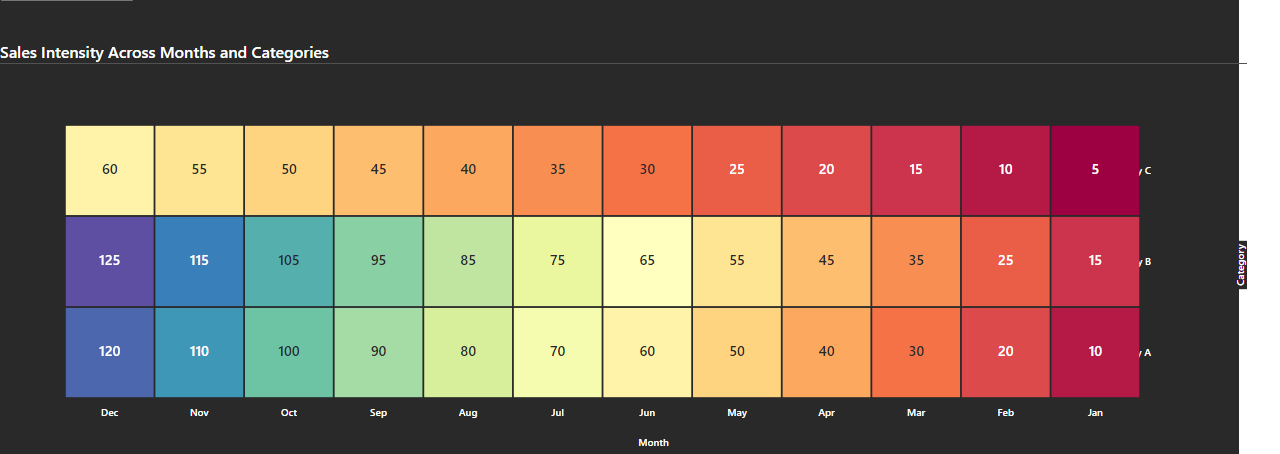 Sales Intensity Across Months and Categories
60 55 50 45 40 35 30 25 20 15 10 5 y C
125 115 105 95 85 75 65 55 45 35 25 15 y B
Category
120 110 100 90 80 70 60 50 40 30 20 10 y A
Dec Nov Oct Sep Aug Jul Jun May Apr Mar Feb Jan
Month